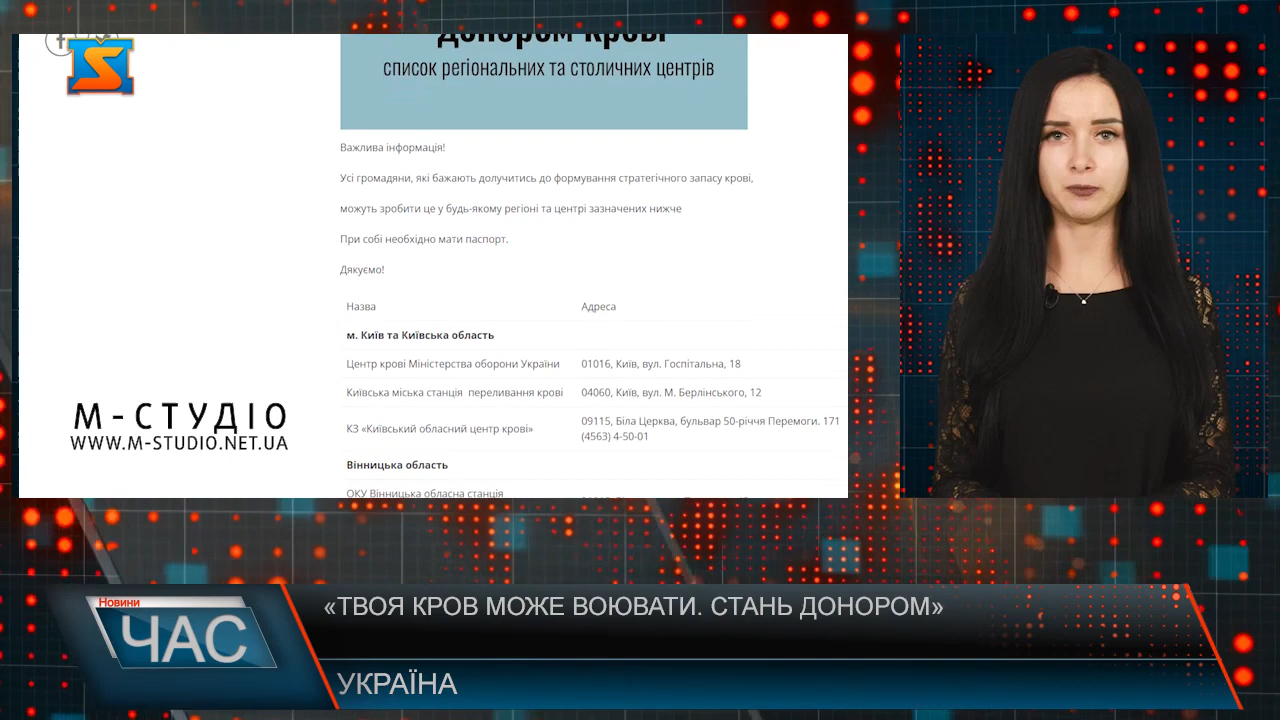 донором крові
список регіональних та столичних центрів
Важлива інформація!
Усі громадяни, які бажають долучитись до формування стратегічного запасу крові,
можуть зробити це у будь-якому регіоні та центрі зазначених нижче
При собі необхідно мати паспорт.
Дякуємо!
Назва Адреса
м. Київ та Київська область
Центр крові Міністерства оборони України 01016, Київ, вул. Госпітальна, 18
Київська міська станція переливання крові 04060, Київ, вул. М. Берлінського, 12
КЗ «Київський обласний центр крові» 09115, Біла Церква, бульвар 50-річчя Перемоги. 171
(4563) 4-50-01
Вінницька область
ОКУ Вінницька обласна станція
М-СТУДІО
WWW.M-STUDIO.NET.UA
Новини
ЧАС
«ТВОЯ КРОВ МОЖЕ ВОЮВАТИ. СТАНЬ ДОНОРОМ»
УКРАЇНА